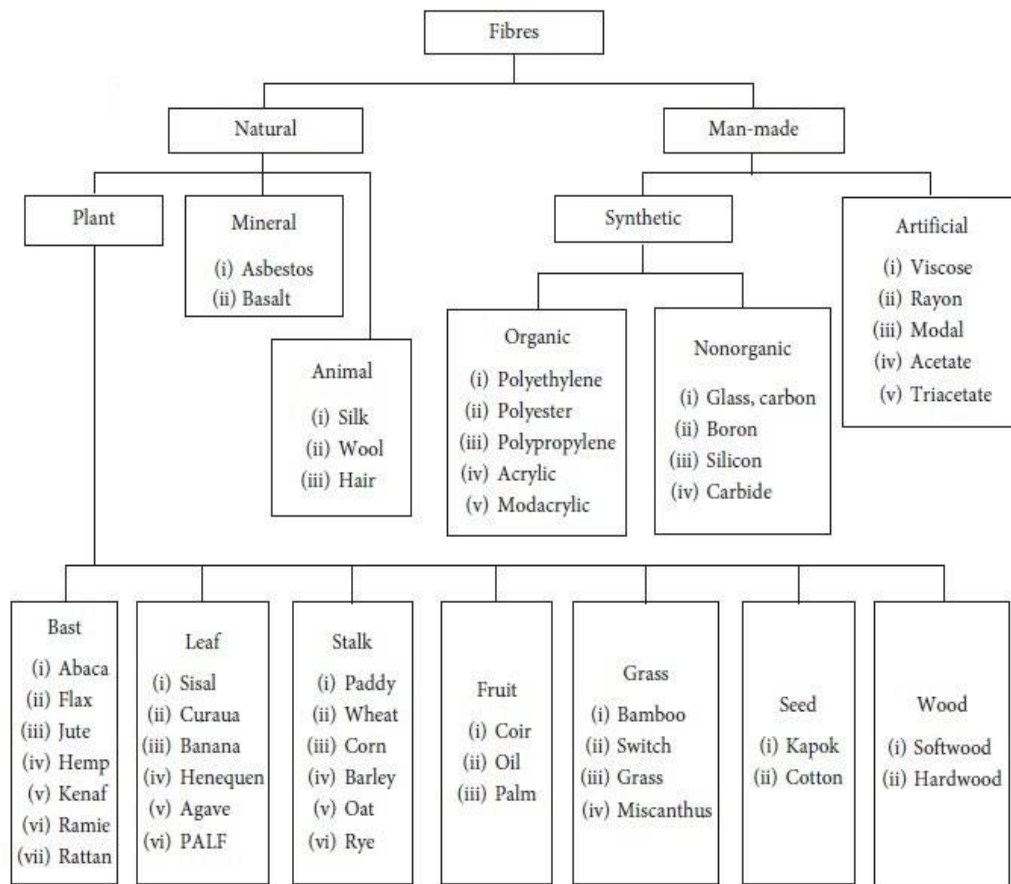 Fibres
Natural
Man-made
Plant
Mineral
(i) Asbestos
(ii) Basalt
Animal
(i) Silk
(ii) Wool
(iii) Hair
Synthetic
Organic
(i) Polyethylene
(ii) Polyester
(iii) Polypropylene
(iv) Acrylic
(v) Modacrylic
Nonorganic
(i) Glass, carbon
(ii) Boron
(iii) Silicon
(iv) Carbide
Artificial
(i) Viscose
(ii) Rayon
(iii) Modal
(iv) Acetate
(v) Triacetate
Bast
(i) Abaca
(ii) Flax
(iii) Jute
(iv) Hemp
(v) Kenaf
(vi) Ramie
(vii) Rattan
Leaf
(i) Sisal
(ii) Curaua
(iii) Banana
(iv) Henequen
(v) Agave
(vi) PALF
Stalk
(i) Paddy
(ii) Wheat
(iii) Corn
(iv) Barley
(v) Oat
(vi) Rye
Fruit
(i) Coir
(ii) Oil
(iii) Palm
Grass
(i) Bamboo
(ii) Switch
(iii) Grass
(iv) Miscanthus
Seed
(i) Kapok
(ii) Cotton
Wood
(i) Softwood
(ii) Hardwood